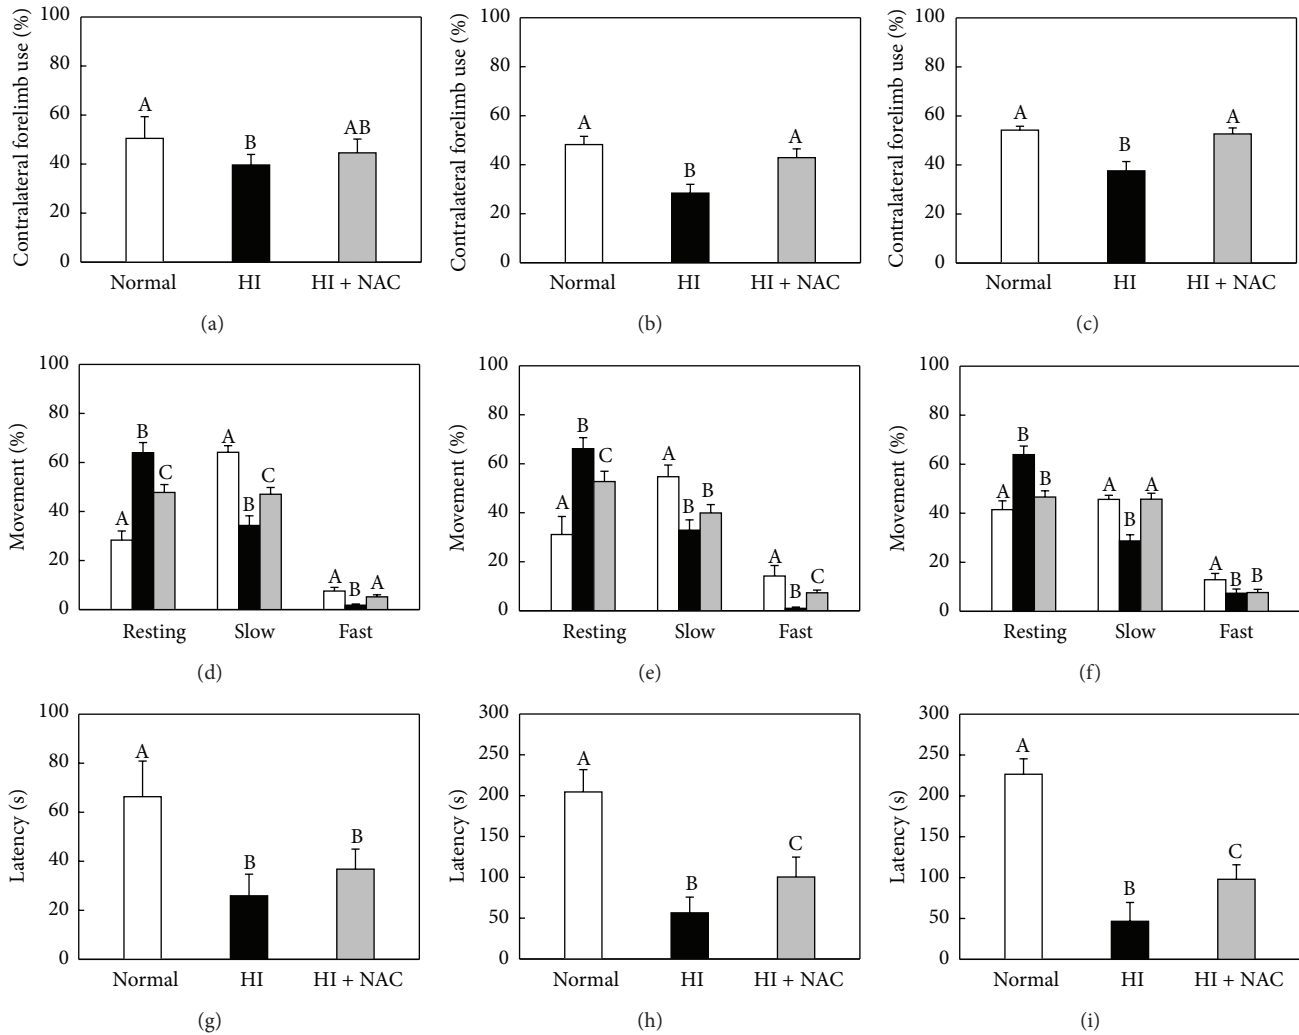 Contralateral forelimb use (%)
100
80
60
40
20
0
A
B
AB
Normal HI HI + NAC
(a)
Contralateral forelimb use (%)
100
80
60
40
20
0
A
B
A
Normal HI HI + NAC
(b)
Contralateral forelimb use (%)
100
80
60
40
20
0
A
B
A
Normal HI HI + NAC
(c)
Movement (%)
100
80
60
40
20
0
A B C A B C A B A
Resting Slow Fast
(d)
Movement (%)
100
80
60
40
20
0
A B C A B B A B C
Resting Slow Fast
(e)
Movement (%)
100
80
60
40
20
0
A B B A B A A B B
Resting Slow Fast
(f)
Latency (s)
100
80
60
40
20
0
A
B
B
Normal HI HI + NAC
(g)
Latency (s)
300
250
200
150
100
50
0
A
B
C
Normal HI HI + NAC
(h)
Latency (s)
300
250
200
150
100
50
0
A
B
C
Normal HI HI + NAC
(i)